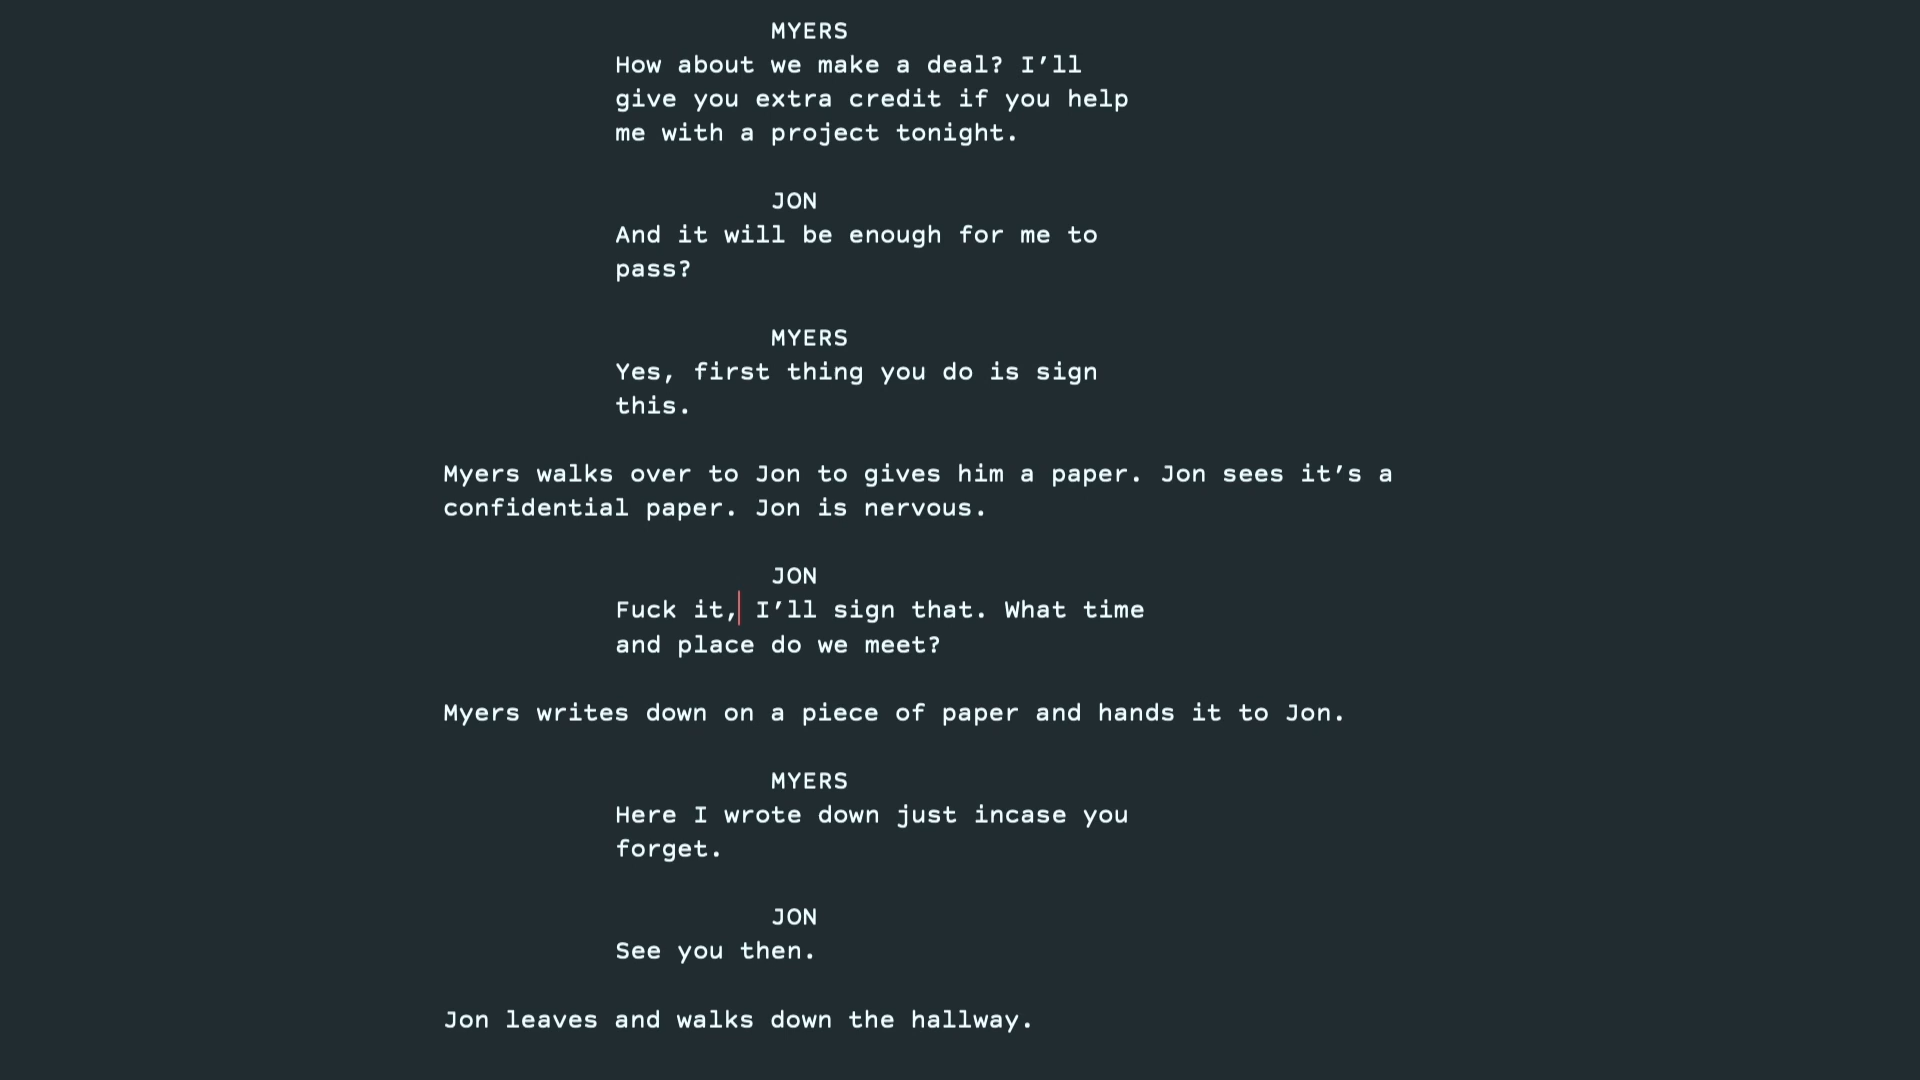 MYERS
How about we make a deal? I’ll
give you extra credit if you help
me with a project tonight.
JON
And it will be enough for me to
pass?
MYERS
Yes, first thing you do is sign
this.
Myers walks over to Jon to gives him a paper. Jon sees it’s a
confidential paper. Jon is nervous.
JON
Fuck it, I’ll sign that. What time
and place do we meet?
Myers writes down on a piece of paper and hands it to Jon.
MYERS
Here I wrote down just incase you
forget.
JON
See you then.
Jon leaves and walks down the hallway.